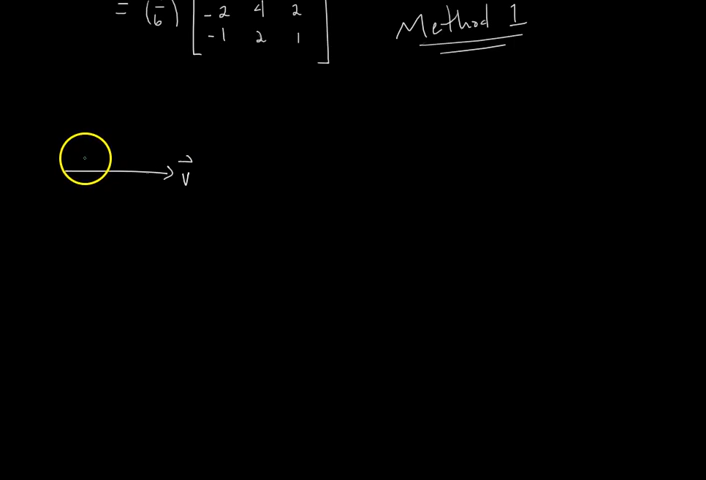 = (1/6) [ -2 4 2
-1 2 1 ]
Method 1
v⃗